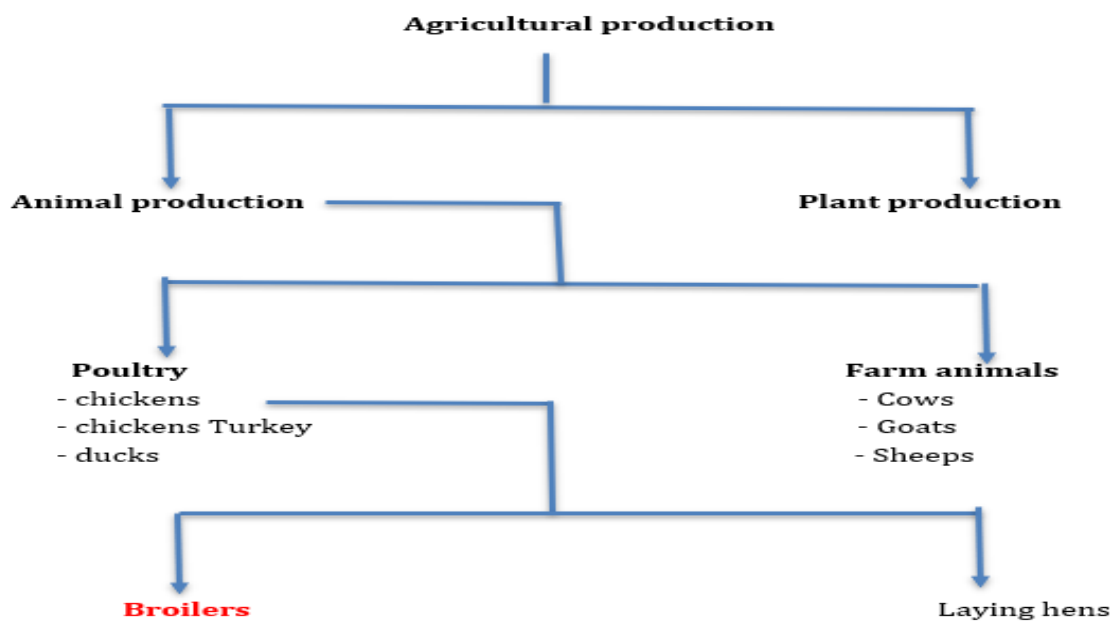 Agricultural production
Animal production
Plant production
Poultry
- chickens
- chickens Turkey
- ducks
Farm animals
- Cows
- Goats
- Sheeps
Broilers
Laying hens